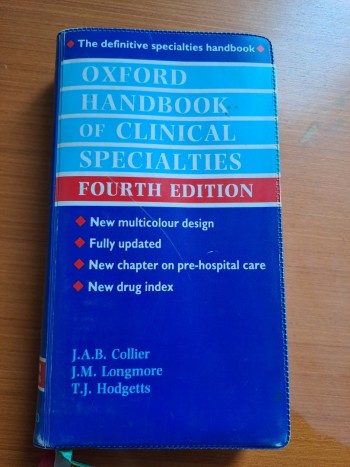 The definitive specialties handbook
OXFORD
HANDBOOK
OF CLINICAL
SPECIALTIES
FOURTH EDITION
New multicolour design
Fully updated
New chapter on pre-hospital care
New drug index
J.A.B. Collier
J.M. Longmore
T.J. Hodgetts